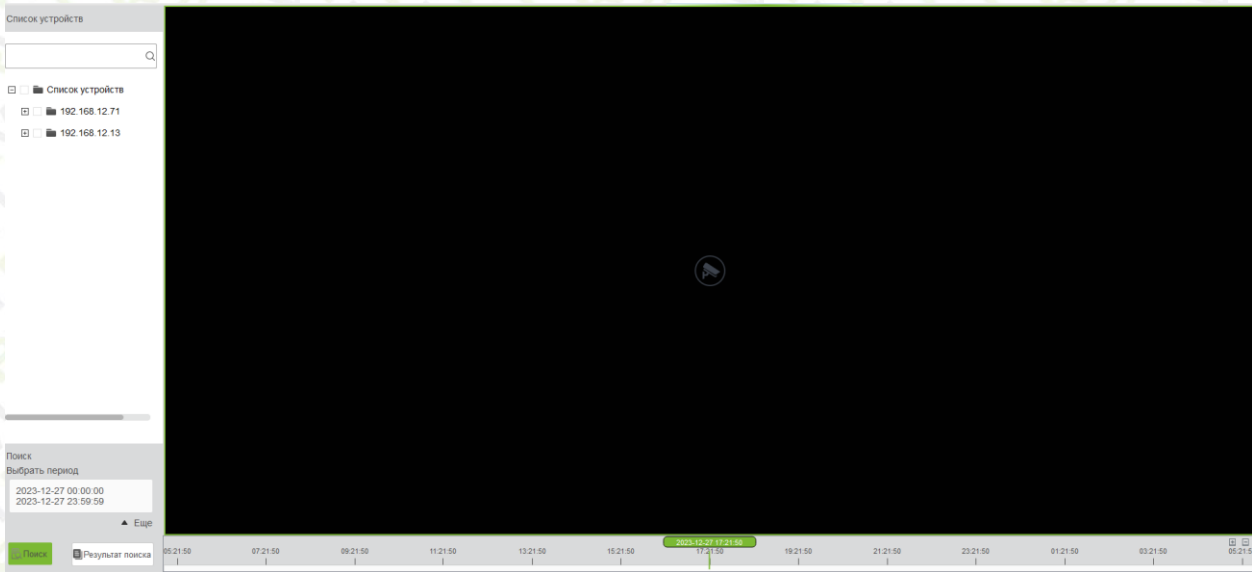 Список устройств
Список устройств
192.168.12.71
192.168.12.13
Поиск
Выбрать период
2023-12-27 00:00:00
2023-12-27 23:59:59
Еще
Поиск
Результат поиска
2023-12-27 17:21:50
05:21:50 07:21:50 09:21:50 11:21:50 13:21:50 15:21:50 17:21:50 19:21:50 21:21:50 23:21:50 01:21:50 03:21:50 05:21:5